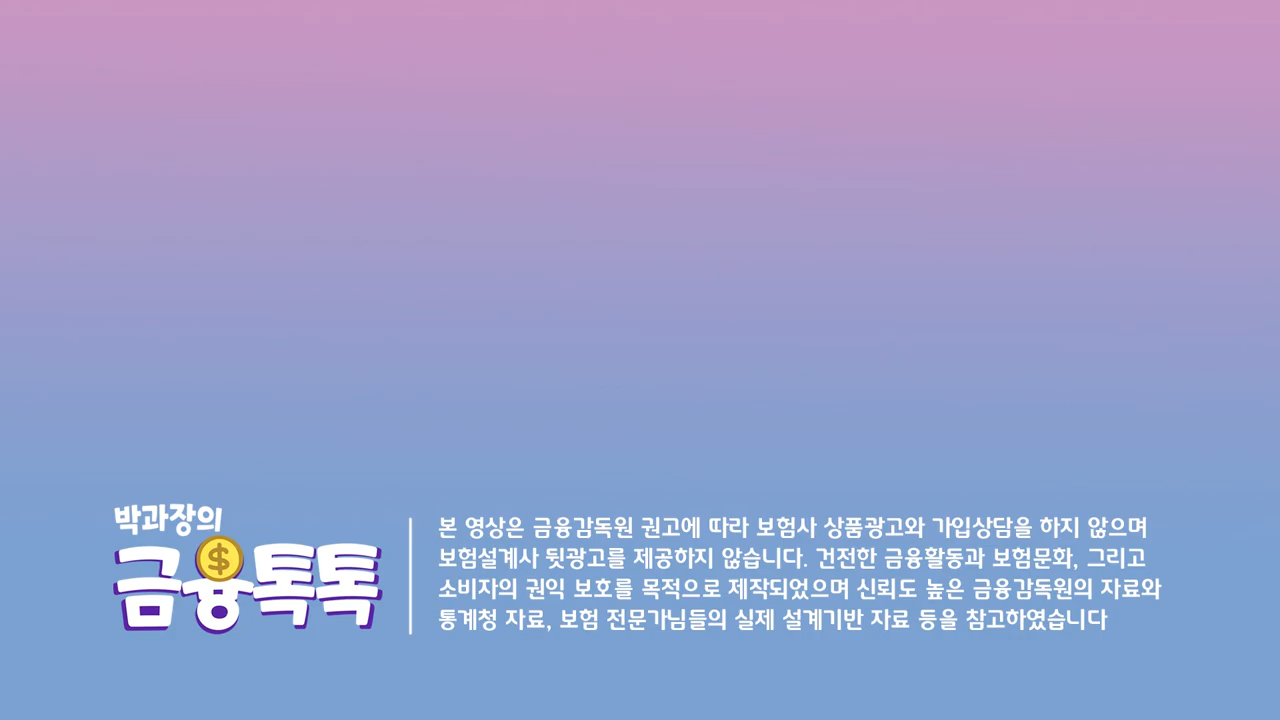 박과장의
금융톡톡
본 영상은 금융감독원 권고에 따라 보험사 상품광고와 가입상담을 하지 않으며
보험설계사 뒷광고를 제공하지 않습니다. 건전한 금융활동과 보험문화, 그리고
소비자의 권익 보호를 목적으로 제작되었으며 신뢰도 높은 금융감독원의 자료와
통계청 자료, 보험 전문가님들의 실제 설계기반 자료 등을 참고하였습니다